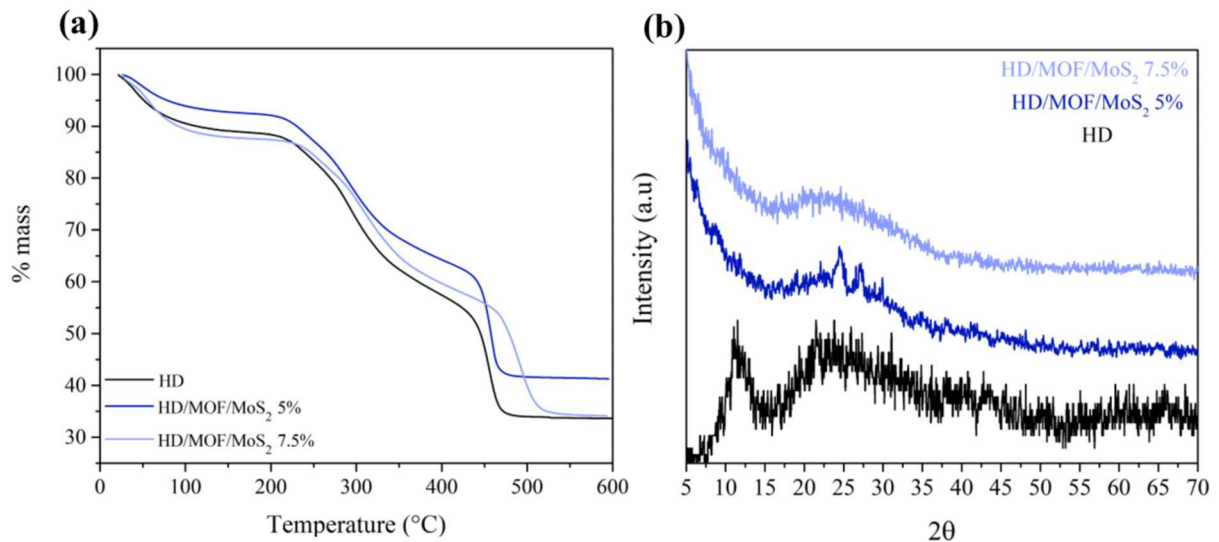 (a)
100
90
80
70
60
50
40
30
% mass
HD
HD/MOF/MoS₂ 5%
HD/MOF/MoS₂ 7.5%
0 100 200 300 400 500 600
Temperature (°C)
(b)
HD/MOF/MoS₂ 7.5%
HD/MOF/MoS₂ 5%
HD
Intensity (a.u)
5 10 15 20 25 30 35 40 45 50 55 60 65 70
2θ